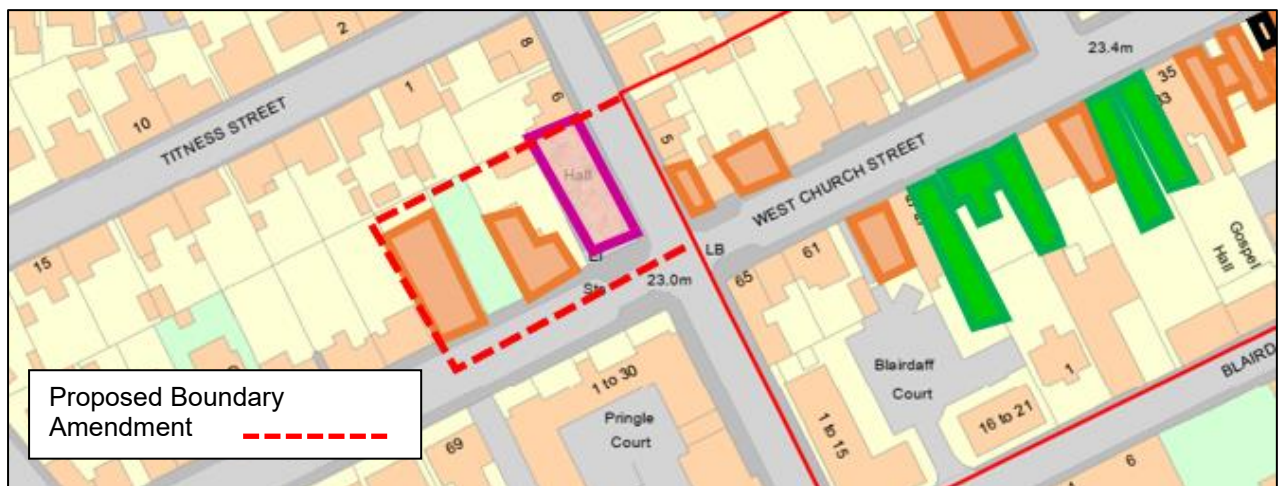 2
8
23.4m
35
33
1
6
10
TITNESS STREET
5
Hall
WEST CHURCH STREET
Gospel
Hall
15
LB
61
65
23.0m
Blairdaff
Court
1
BLAIRD
1 to 30
Pringle
Court
16 to 21
1 to 15
69
6
Proposed Boundary
Amendment